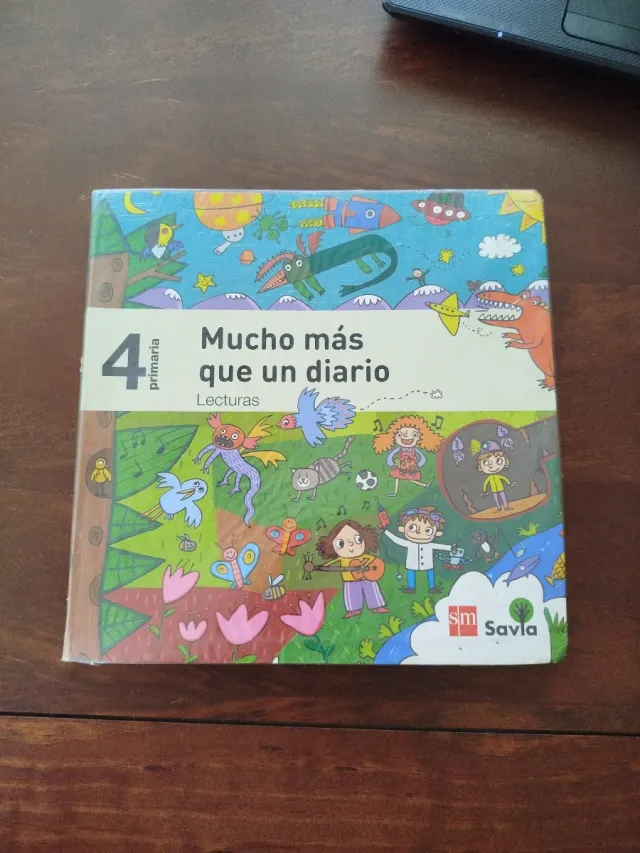 4
primaria
Mucho más
que un diario
Lecturas
sm
Savia